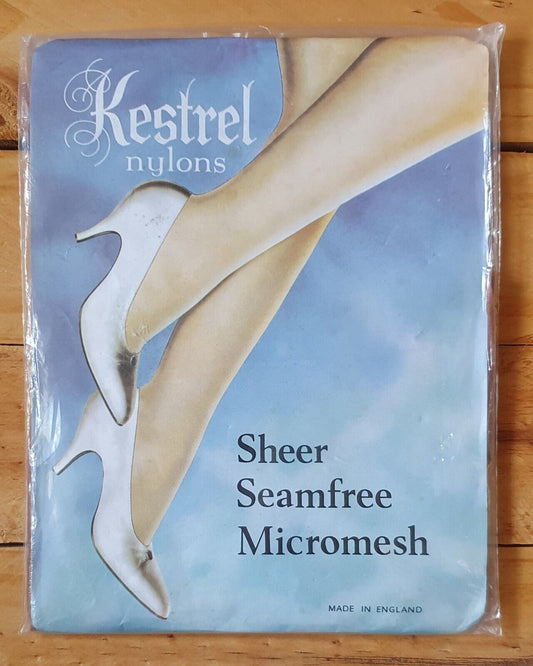 Kestrel
nylons
Sheer
Seamfree
Micromesh
MADE IN ENGLAND